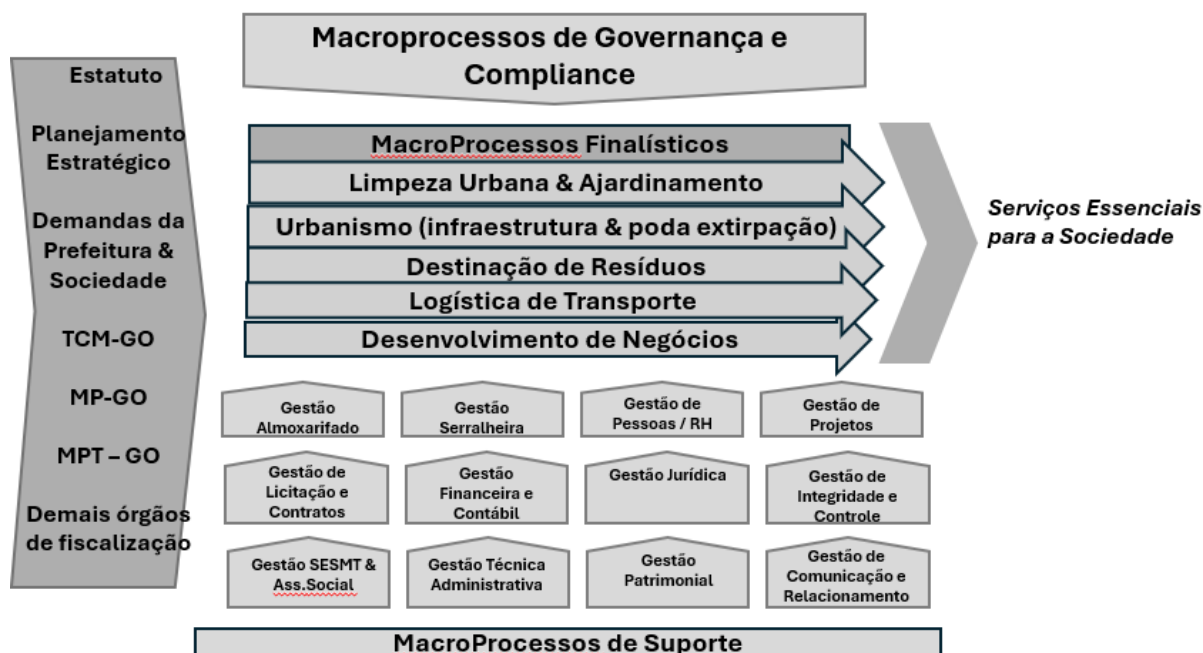 Macroprocessos de Governança e
Compliance
Estatuto
Planejamento
Estratégico
Demandas da
Prefeitura &
Sociedade
TCM-GO
MP-GO
MPT – GO
Demais órgãos
de fiscalização
MacroProcessos Finalísticos
Limpeza Urbana & Ajardinamento
Urbanismo (infraestrutura & poda extirpação)
Destinação de Resíduos
Logística de Transporte
Desenvolvimento de Negócios
Serviços Essenciais
para a Sociedade
Gestão
Almoxarifado
Gestão
Serralheira
Gestão de
Pessoas / RH
Gestão de
Projetos
Gestão de
Licitação e
Contratos
Gestão
Financeira e
Contábil
Gestão Jurídica
Gestão de
Integridade e
Controle
Gestão SESMT &
Ass.Social
Gestão Técnica
Administrativa
Gestão
Patrimonial
Gestão de
Comunicação e
Relacionamento
MacroProcessos de Suporte